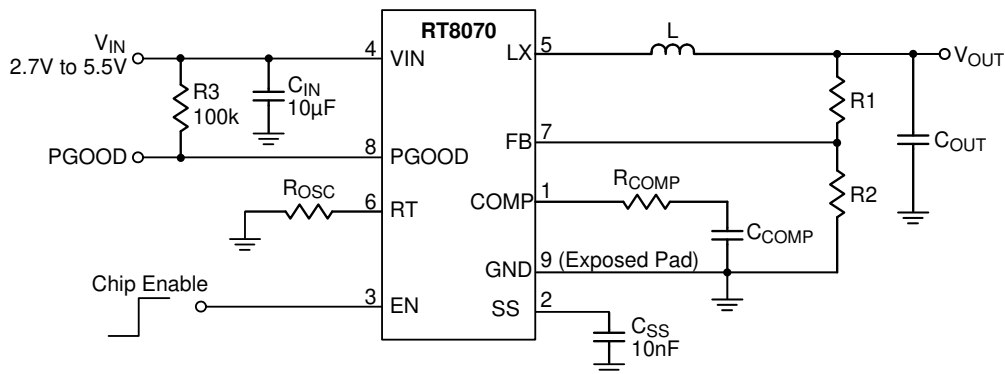 RT8070
VIN
2.7V to 5.5V
4
VIN
LX
5
L
VOUT
R3
100k
CIN
10µF
R1
PGOOD
8
PGOOD
FB
7
COUT
ROSC
6
RT
COMP
1
RCOMP
R2
CCOMP
GND
9 (Exposed Pad)
Chip Enable
3
EN
SS
2
CSS
10nF